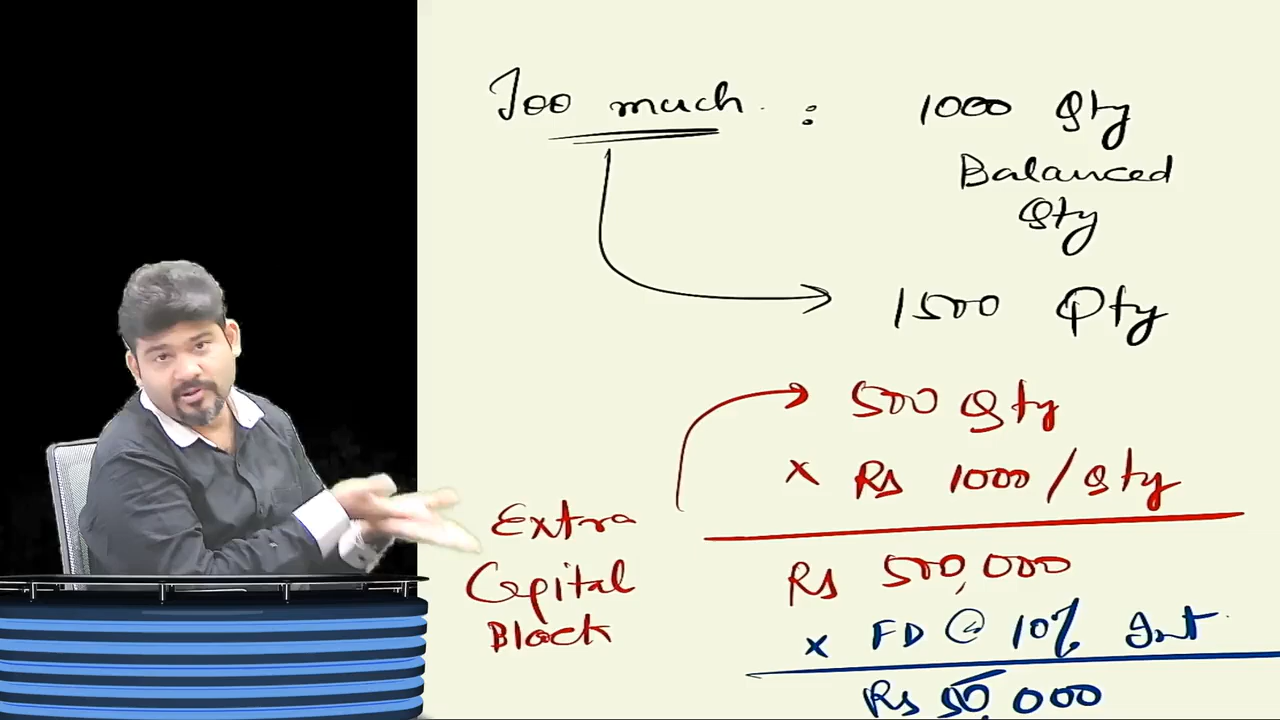 Too much : 1000 Qty
Balanced
Qty
1500 Qty
500 Qty
x Rs 1000 / Qty
Extra
Capital
Block
Rs 500,000
x FD @ 10% Int.
Rs 50,000